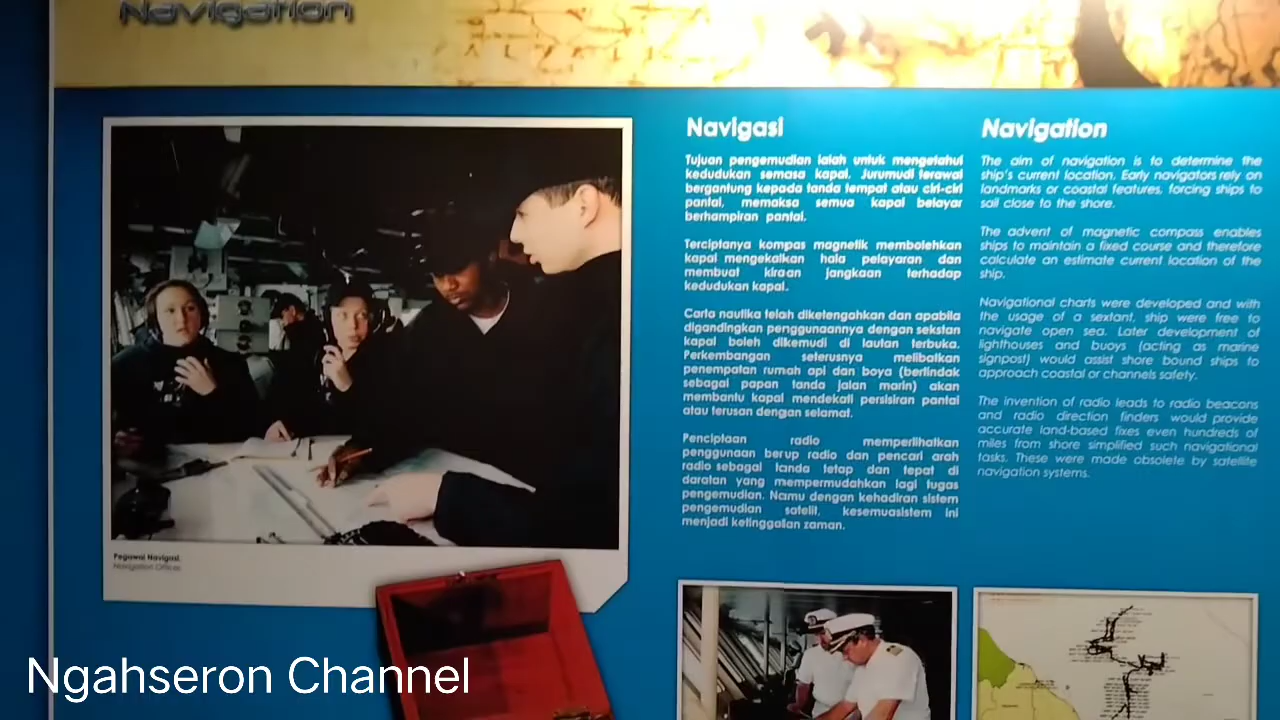 Navigation
Navigasi
Tujuan pengemudian ialah untuk mengetahui
kedudukan semasa kapal. Jurumudi terawal
bergantung kepada tanda tempat atau ciri-ciri
pantai, memaksa semua kapal belayar
berhampiran pantai.
Terciptanya kompas magnetik membolehkan
kapal mengekalkan hala pelayaran dan
membuat kiraan jangkaan terhadap
kedudukan kapal.
Carta nautika telah diketengahkan dan apabila
digandingkan penggunaannya dengan sekstan
kapal boleh dikemudi di lautan terbuka.
Perkembangan seterusnya melibatkan
penempatan rumah api dan boya (bertindak
sebagai papan tanda jalan marin) akan
membantu kapal mendekati persisiran pantai
atau terusan dengan selamat.
Penciptaan radio memperlihatkan
penggunaan berup radio dan pencari arah
radio sebagai tanda tetap dan tepat di
daratan yang mempermudahkan lagi tugas
pengemudian. Namu dengan kehadiran sistem
pengemudian satelit, kesemuasistem ini
menjadi ketinggalan zaman.
Navigation
The aim of navigation is to determine the
ship's current location. Early navigators rely on
landmarks or coastal features, forcing ships to
sail close to the shore.
The advent of magnetic compass enables
ships to maintain a fixed course and therefore
calculate an estimate current location of the
ship.
Navigational charts were developed and with
the usage of a sextant, ship were free to
navigate open sea. Later development of
lighthouses and buoys (acting as marine
signpost) would assist shore bound ships to
approach coastal or channels safety.
The invention of radio leads to radio beacons
and radio direction finders would provide
accurate land-based fixes even hundreds of
miles from shore simplified such navigational
tasks. These were made obsolete by satellite
navigation systems.
Pegawai Navigasi.
Navigation Officer
Ngahseron Channel